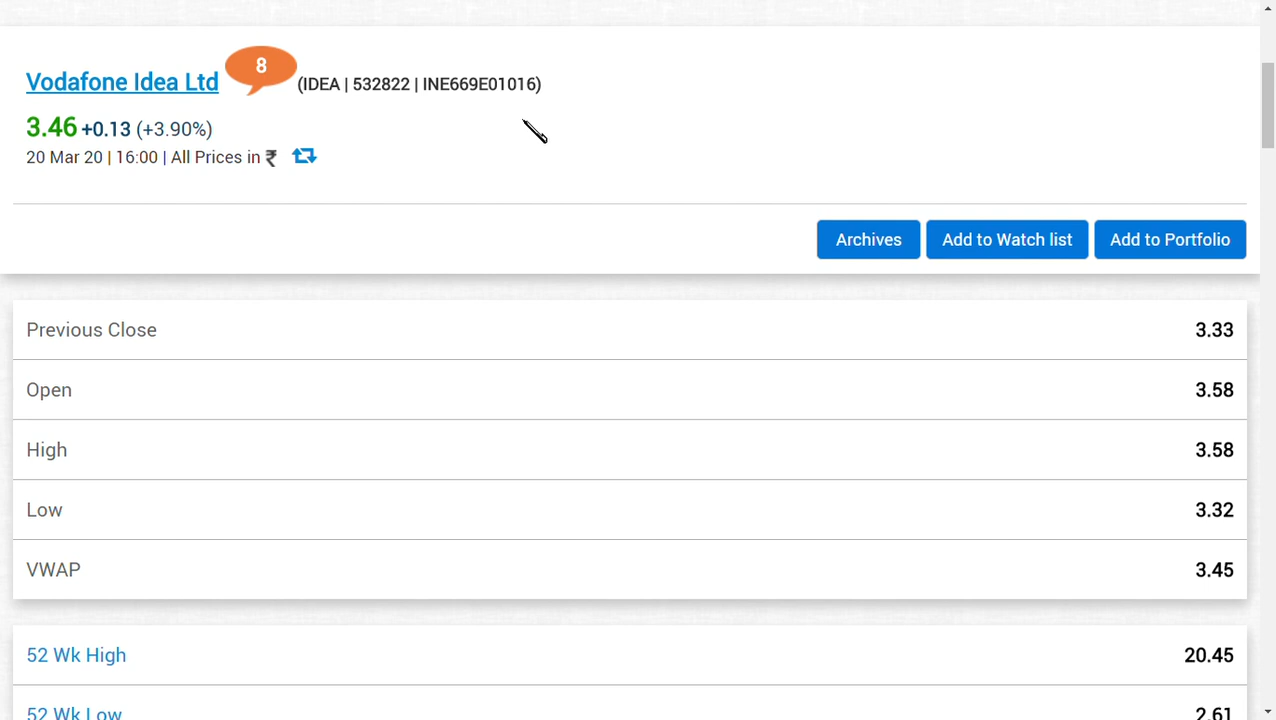 Vodafone Idea Ltd 8 (IDEA | 532822 | INE669E01016)
3.46 +0.13 (+3.90%)
20 Mar 20 | 16:00 | All Prices in ₹
Archives Add to Watch list Add to Portfolio
Previous Close 3.33
Open 3.58
High 3.58
Low 3.32
VWAP 3.45
52 Wk High 20.45
52 Wk Low 2.61